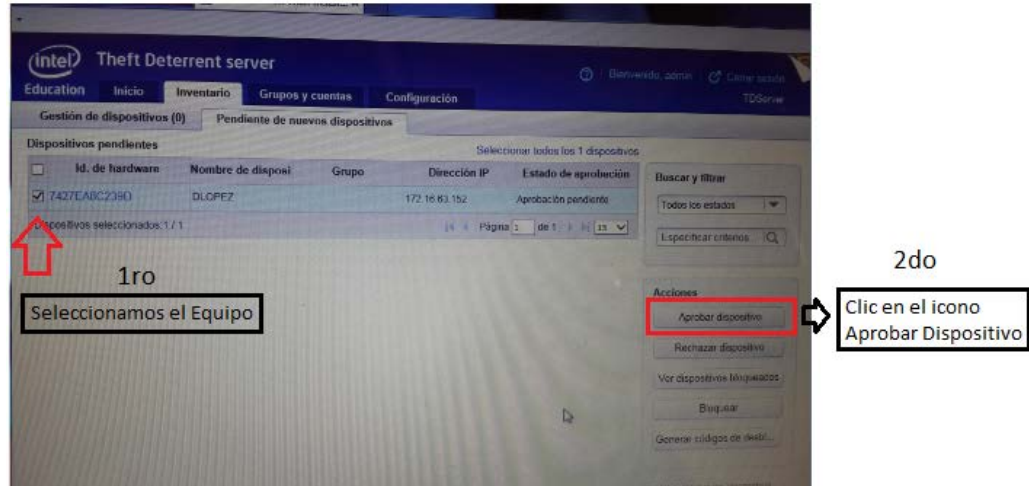 intel Theft Deterrent server
Education Inicio Inventario Grupos y cuentas Configuración
Bienvenido, admin Cerrar sesión
TDServer
Gestión de dispositivos (0) Pendiente de nuevos dispositivos
Dispositivos pendientes
Seleccionar todos los 1 dispositivos
Id. de hardware Nombre de disposi Grupo Dirección IP Estado de aprobación
7427EA8C239D DLOPEZ 172.16.63.152 Aprobación pendiente
Dispositivos seleccionados:1 / 1 Página 1 de 1 15
Buscar y filtrar
Todos los estados
Especificar criterios
1ro
Seleccionamos el Equipo
Acciones
Aprobar dispositivo
Rechazar dispositivo
Ver dispositivos bloqueados
Bloquear
Generar códigos de desbl...
2do
Clic en el icono
Aprobar Dispositivo